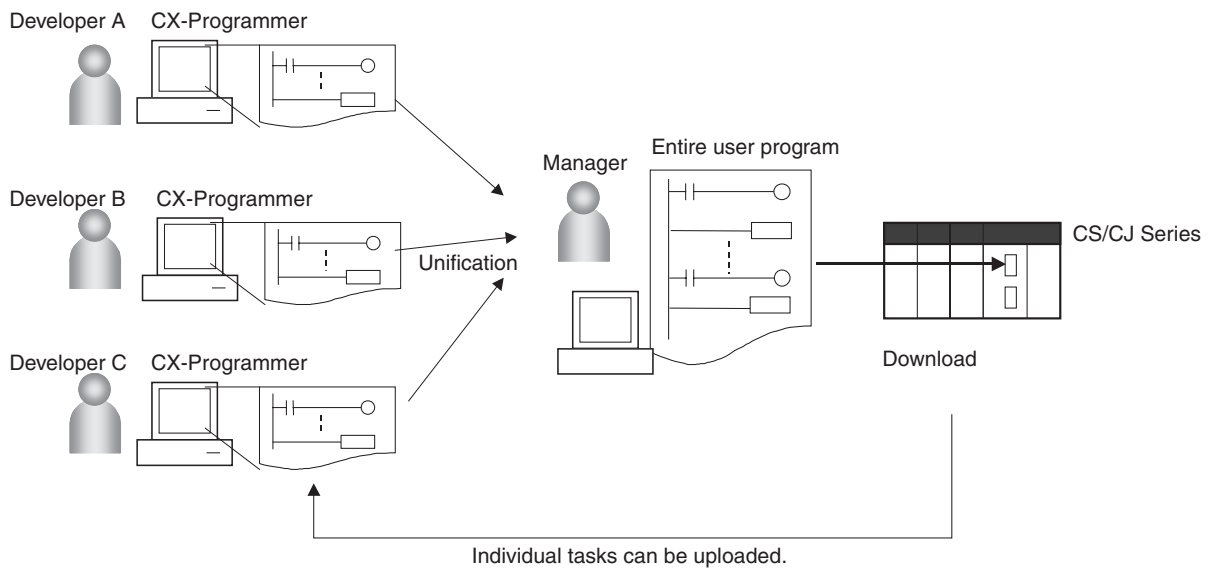 Developer A
CX-Programmer
Developer B
CX-Programmer
Unification
Developer C
CX-Programmer
Manager
Entire user program
CS/CJ Series
Download
Individual tasks can be uploaded.